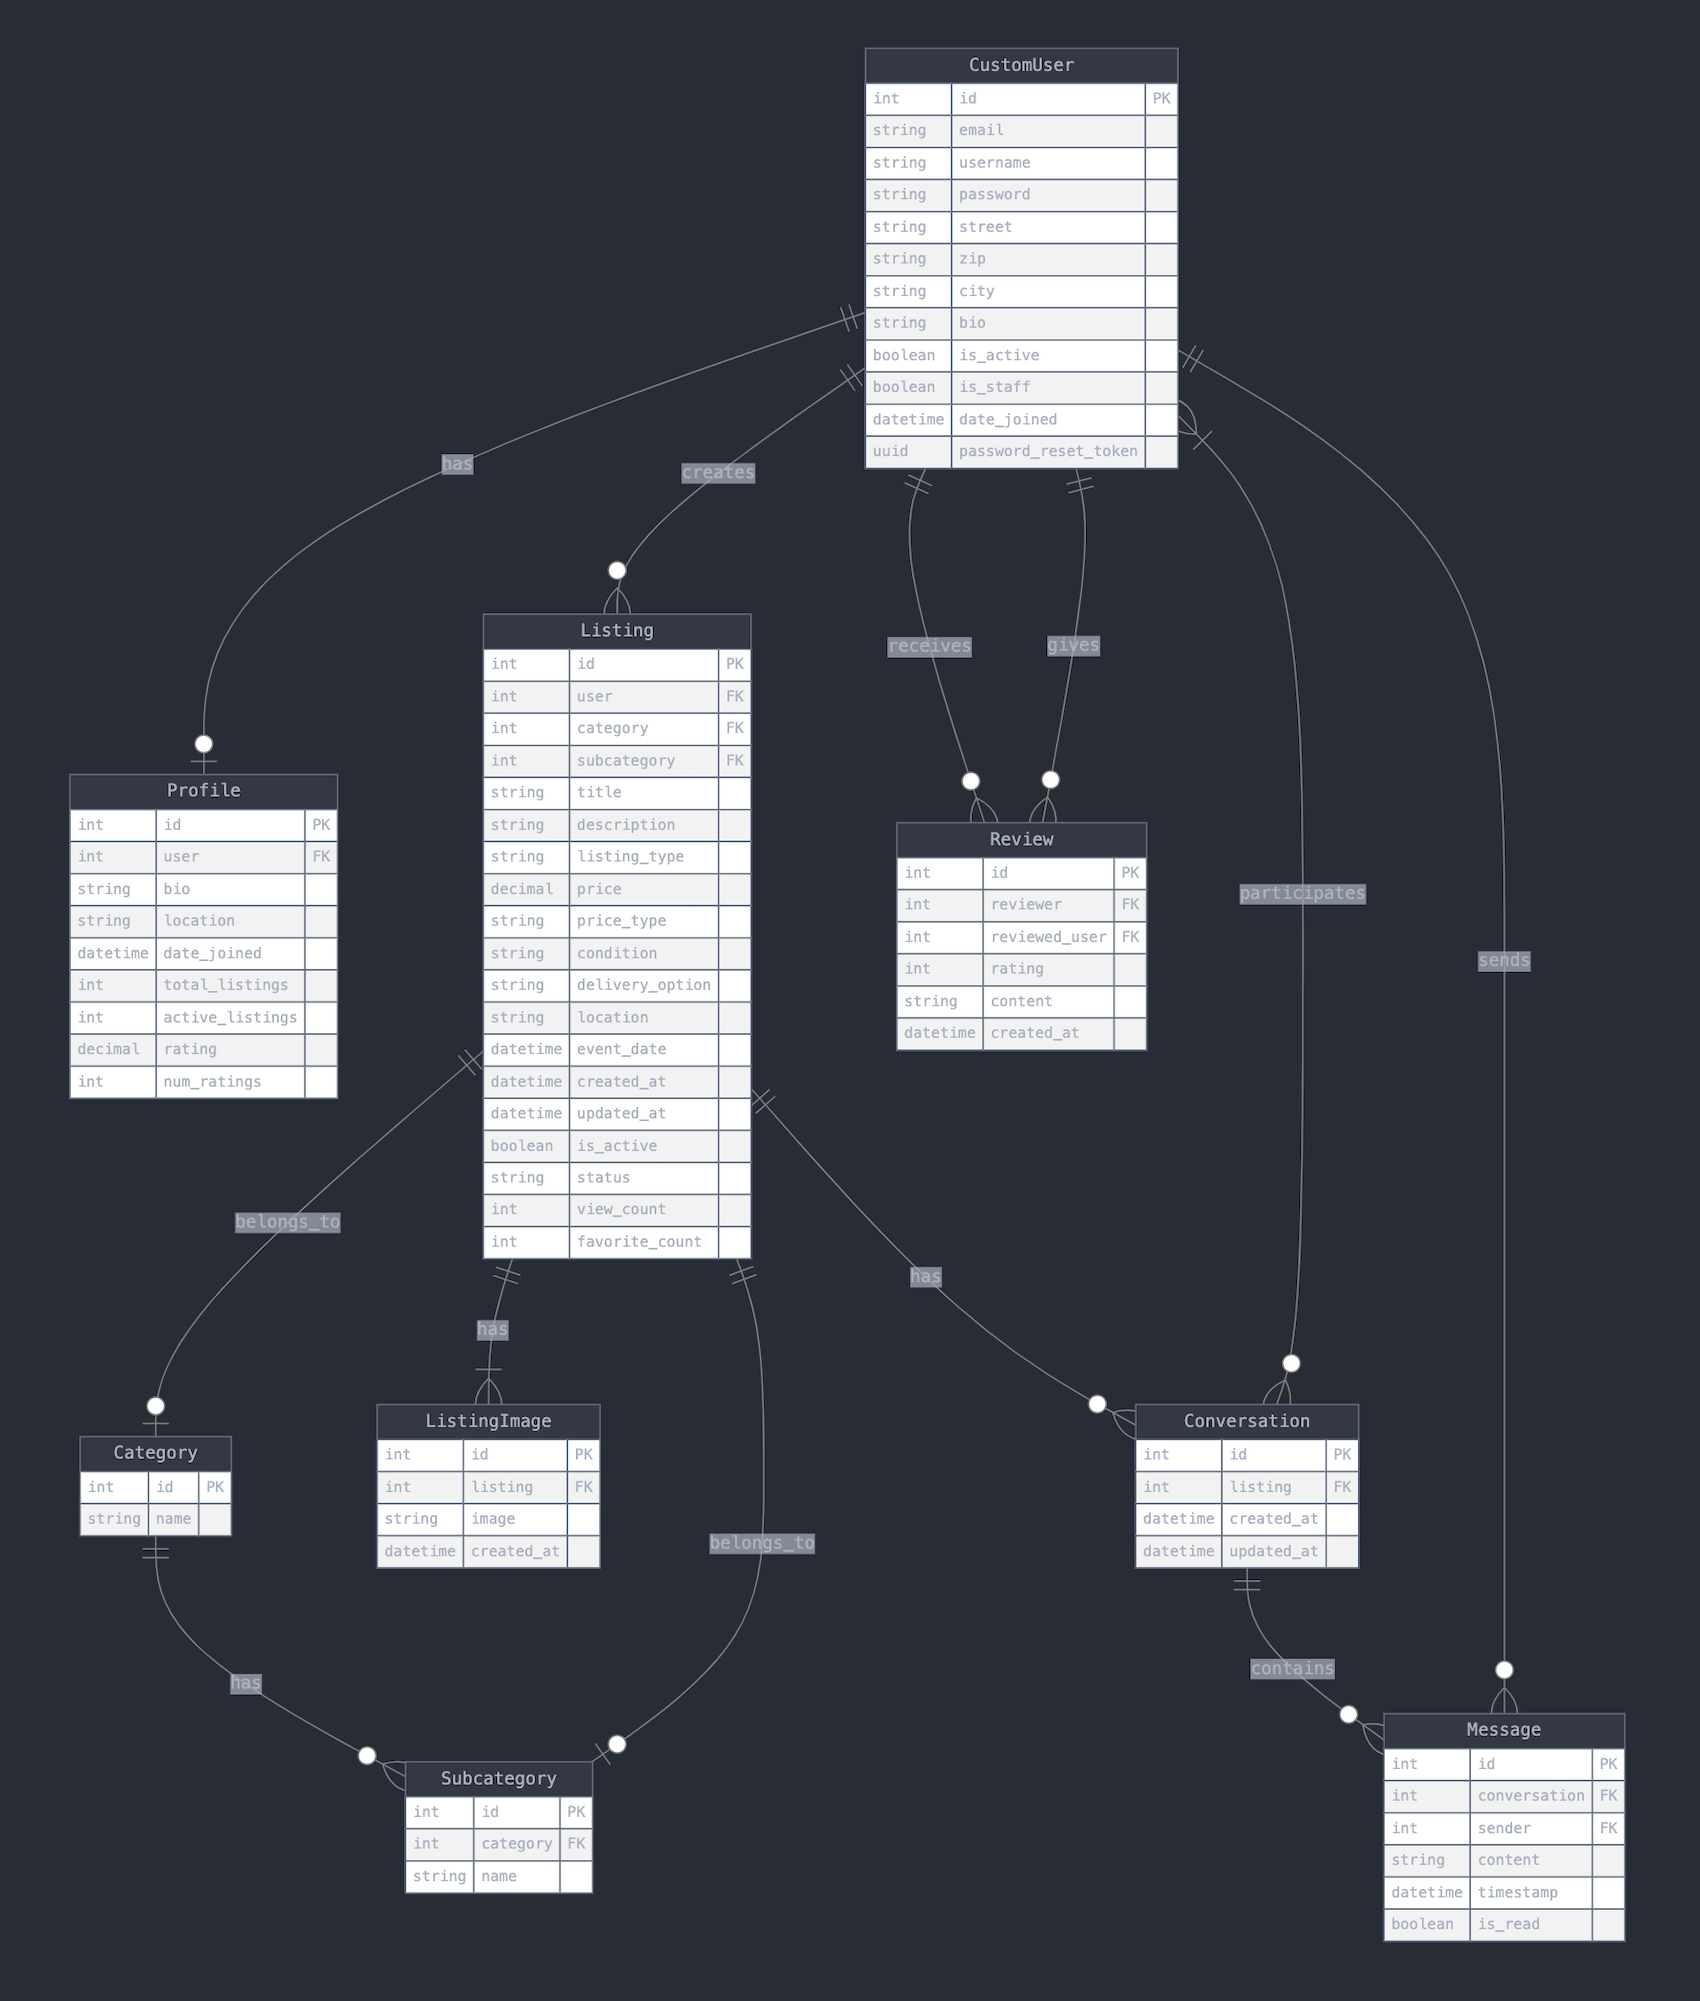 CustomUser
int id PK
string email
string username
string password
string street
string zip
string city
string bio
boolean is_active
boolean is_staff
datetime date_joined
uuid password_reset_token
has
creates
receives
gives
participates
sends
Listing
int id PK
int user FK
int category FK
int subcategory FK
string title
string description
string listing_type
decimal price
string price_type
string condition
string delivery_option
string location
datetime event_date
datetime created_at
datetime updated_at
boolean is_active
string status
int view_count
int favorite_count
Profile
int id PK
int user FK
string bio
string location
datetime date_joined
int total_listings
int active_listings
decimal rating
int num_ratings
Review
int id PK
int reviewer FK
int reviewed_user FK
int rating
string content
datetime created_at
belongs_to
has
belongs_to
has
Category
int id PK
string name
ListingImage
int id PK
int listing FK
string image
datetime created_at
Conversation
int id PK
int listing FK
datetime created_at
datetime updated_at
has
contains
Subcategory
int id PK
int category FK
string name
Message
int id PK
int conversation FK
int sender FK
string content
datetime timestamp
boolean is_read